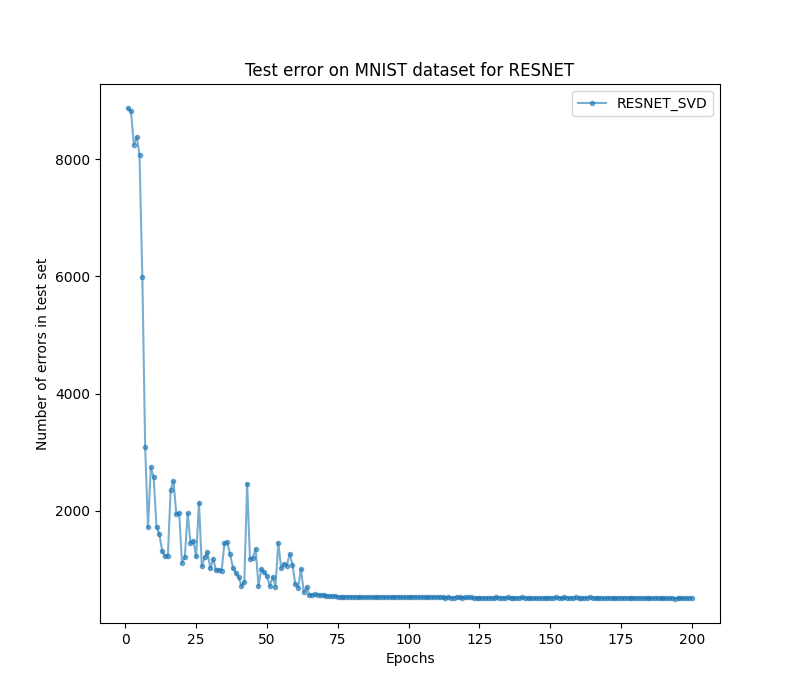 Test error on MNIST dataset for RESNET
RESNET_SVD
Number of errors in test set
8000
6000
4000
2000
0 25 50 75 100 125 150 175 200
Epochs